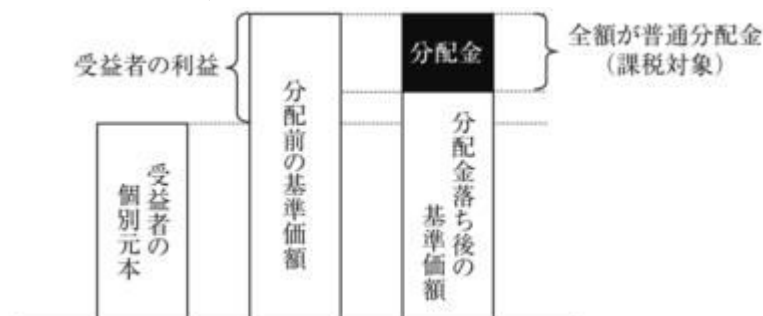 受益者の利益
受益者の
個別元本
分配前の基準価額
分配金
分配金落ち後の
基準価額
全額が普通分配金
（課税対象）